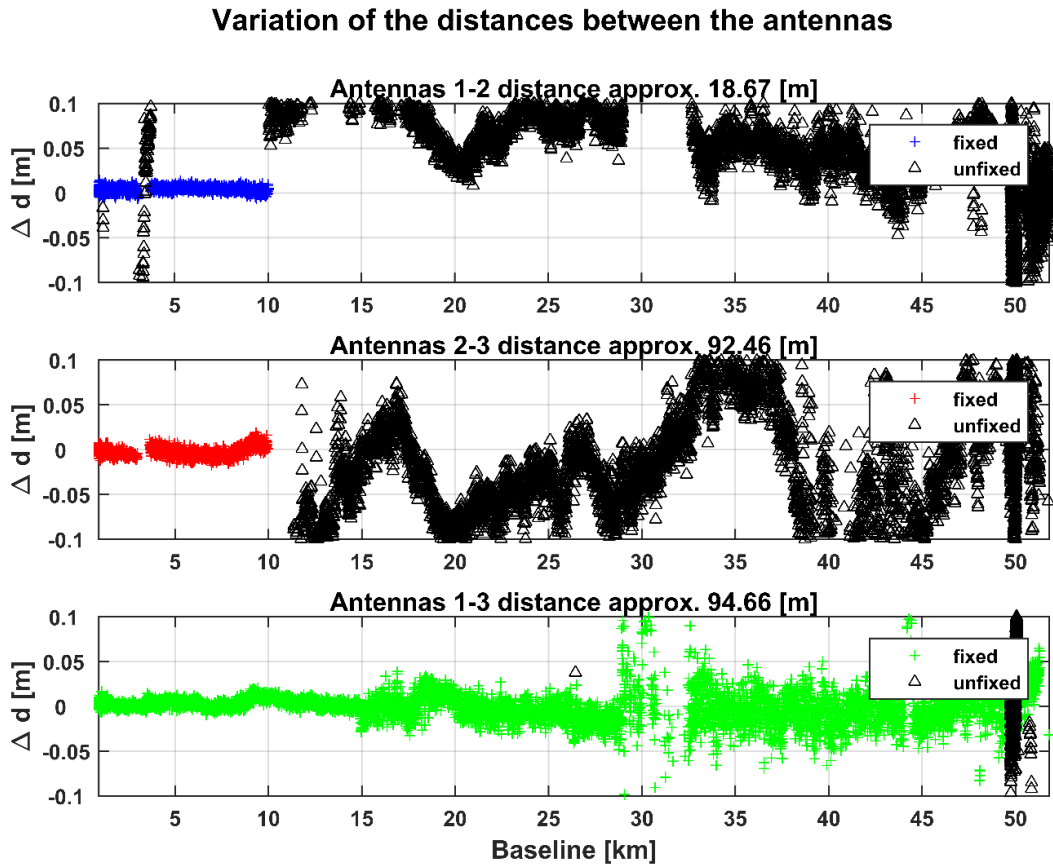 Variation of the distances between the antennas
Antennas 1-2 distance approx. 18.67 [m]
0.1
0.05
0
-0.05
-0.1
Δ d [m]
fixed
unfixed
5 10 15 20 25 30 35 40 45 50
Antennas 2-3 distance approx. 92.46 [m]
0.1
0.05
0
-0.05
-0.1
Δ d [m]
fixed
unfixed
5 10 15 20 25 30 35 40 45 50
Antennas 1-3 distance approx. 94.66 [m]
0.1
0.05
0
-0.05
-0.1
Δ d [m]
fixed
unfixed
5 10 15 20 25 30 35 40 45 50
Baseline [km]